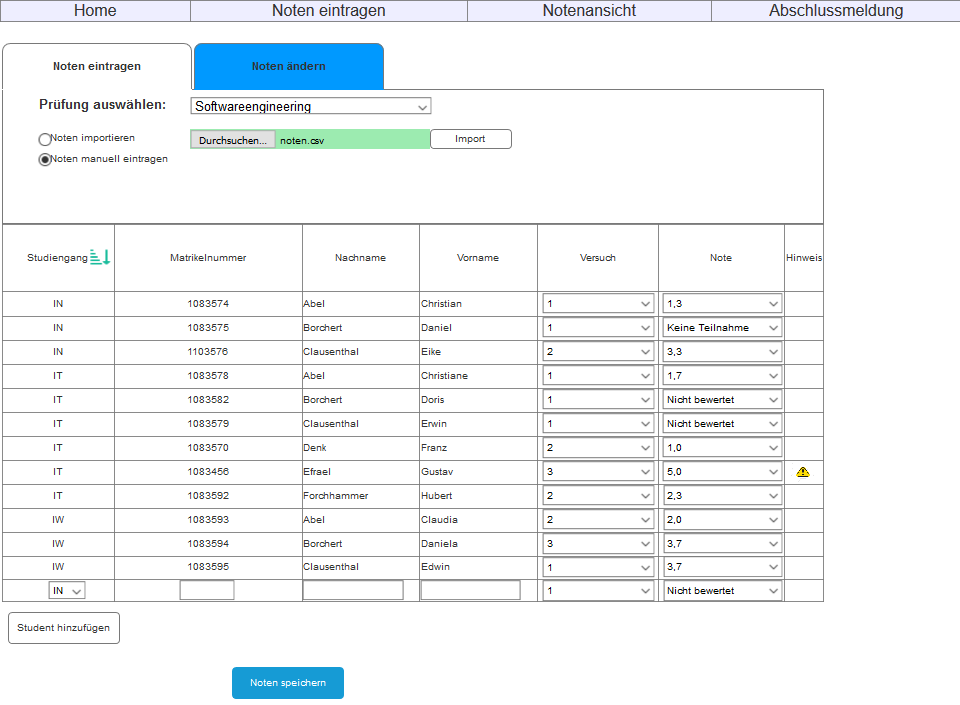 Home Noten eintragen Notenansicht Abschlussmeldung
Noten eintragen Noten ändern
Prüfung auswählen: Softwareengineering
Noten importieren Durchsuchen... noten.csv Import
Noten manuell eintragen
Studiengang Matrikelnummer Nachname Vorname Versuch Note Hinweis
IN 1083574 Abel Christian 1 1,3
IN 1083575 Borchert Daniel 1 Keine Teilnahme
IN 1103576 Clausenthal Eike 2 3,3
IT 1083578 Abel Christiane 1 1,7
IT 1083582 Borchert Doris 1 Nicht bewertet
IT 1083579 Clausenthal Erwin 1 Nicht bewertet
IT 1083570 Denk Franz 2 1,0
IT 1083456 Efrael Gustav 3 5,0
IT 1083592 Forchhammer Hubert 2 2,3
IW 1083593 Abel Claudia 2 2,0
IW 1083594 Borchert Daniela 3 3,7
IW 1083595 Clausenthal Edwin 1 3,7
IN 1 Nicht bewertet
Student hinzufügen
Noten speichern